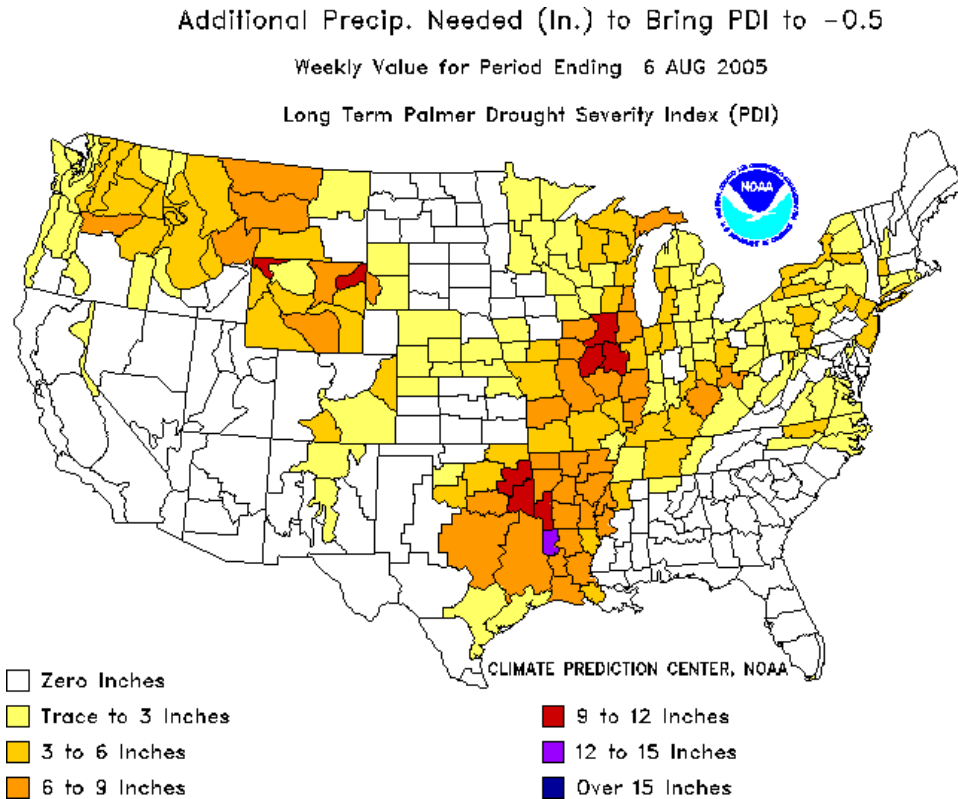 Additional Precip. Needed (In.) to Bring PDI to -0.5
Weekly Value for Period Ending 6 AUG 2005
Long Term Palmer Drought Severity Index (PDI)
NOAA
CLIMATE PREDICTION CENTER, NOAA
Zero Inches
Trace to 3 Inches
3 to 6 Inches
6 to 9 Inches
9 to 12 Inches
12 to 15 Inches
Over 15 Inches